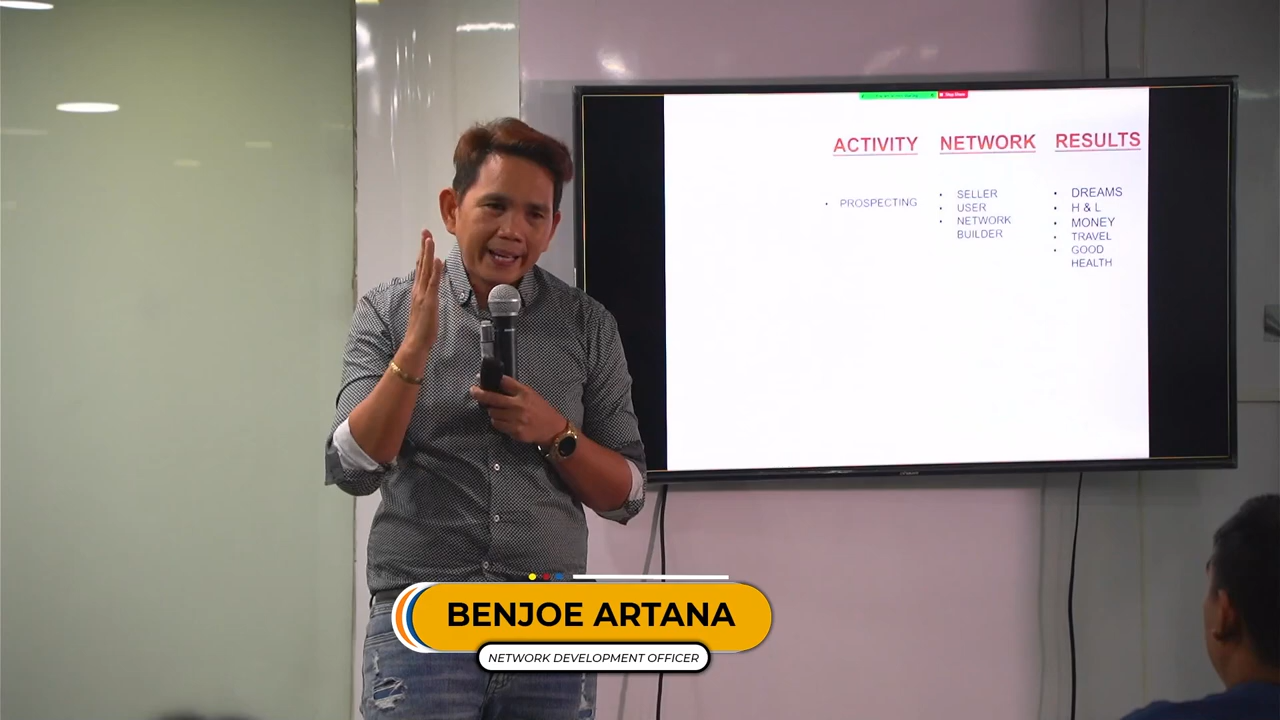 ACTIVITY
NETWORK
RESULTS
• PROSPECTING
• SELLER
• USER
• NETWORK
BUILDER
• DREAMS
• H & L
• MONEY
• TRAVEL
• GOOD
HEALTH
BENJOE ARTANA
NETWORK DEVELOPMENT OFFICER